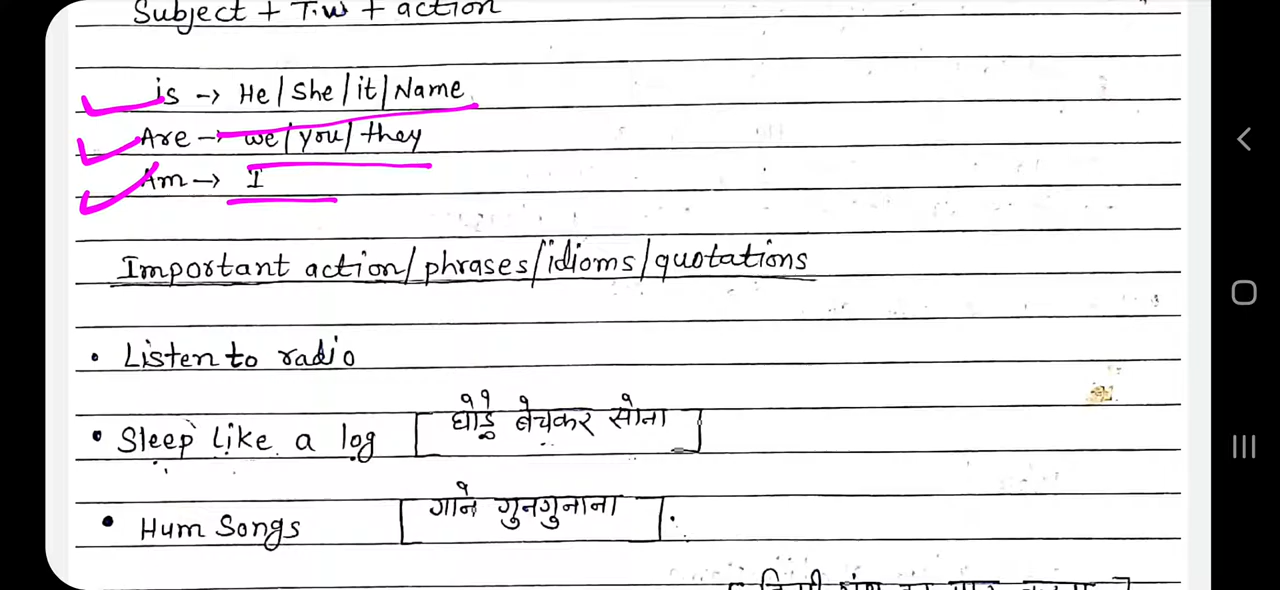 Subject + T.W + action
is -> He/She/it/Name
Are -> we/you/they
Am -> I
Important action/phrases/idioms/quotations
• Listen to radio
• Sleep Like a log [घोड़े बेचकर सोना]
• Hum Songs [गाने गुनगुनाना].